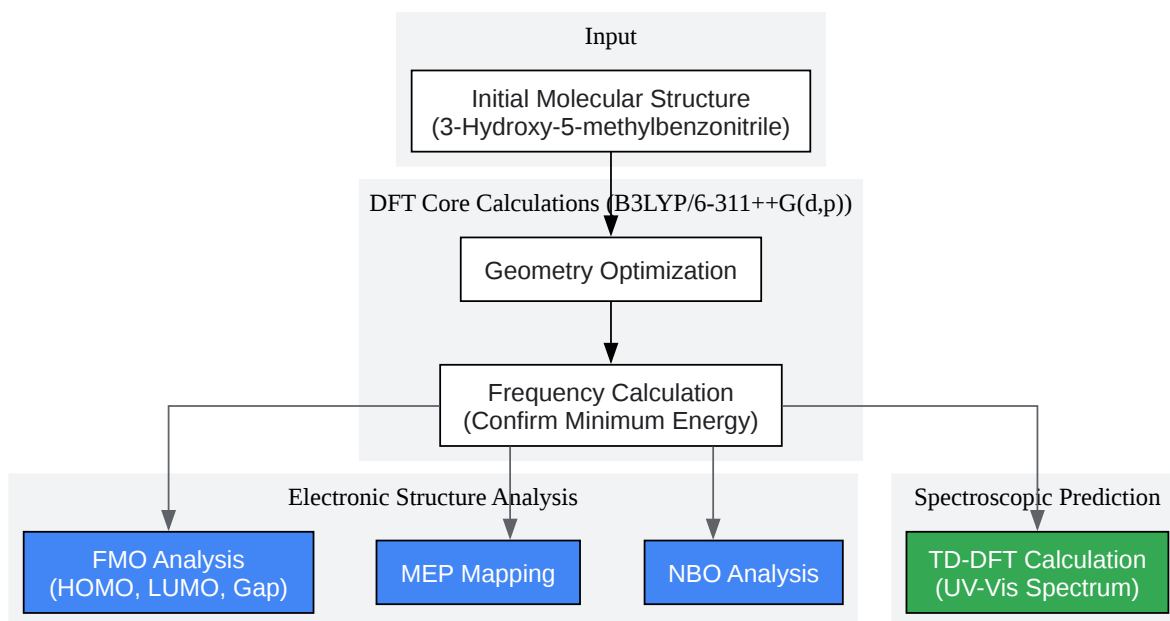 Input
Initial Molecular Structure
(3-Hydroxy-5-methylbenzonitrile)
DFT Core Calculations (B3LYP/6-311++G(d,p))
Geometry Optimization
Frequency Calculation
(Confirm Minimum Energy)
Electronic Structure Analysis
FMO Analysis
(HOMO, LUMO, Gap)
MEP Mapping
NBO Analysis
Spectroscopic Prediction
TD-DFT Calculation
(UV-Vis Spectrum)